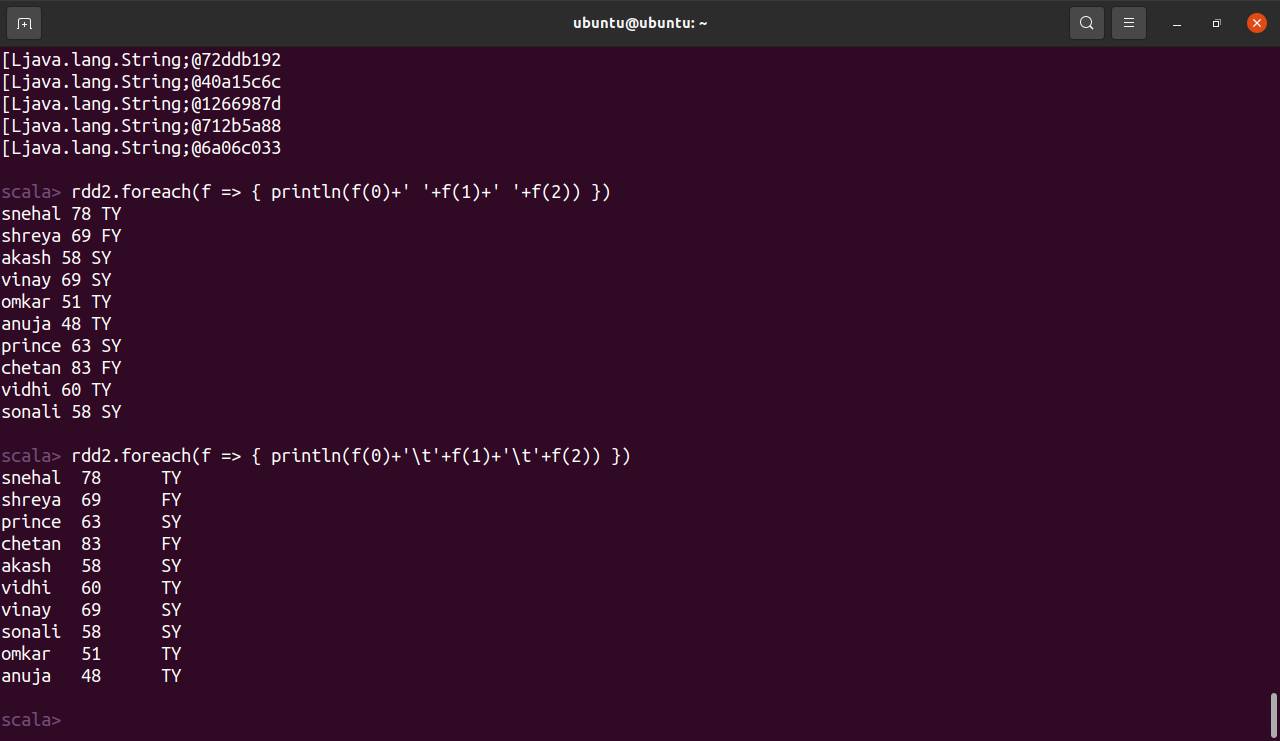 ubuntu@ubuntu: ~
[Ljava.lang.String;@72ddb192
[Ljava.lang.String;@40a15c6c
[Ljava.lang.String;@1266987d
[Ljava.lang.String;@712b5a88
[Ljava.lang.String;@6a06c033
scala> rdd2.foreach(f => { println(f(0)+' '+f(1)+' '+f(2)) })
snehal 78 TY
shreya 69 FY
akash 58 SY
vinay 69 SY
omkar 51 TY
anuja 48 TY
prince 63 SY
chetan 83 FY
vidhi 60 TY
sonali 58 SY
scala> rdd2.foreach(f => { println(f(0)+'\t'+f(1)+'\t'+f(2)) })
snehal  78      TY
shreya  69      FY
prince  63      SY
chetan  83      FY
akash   58      SY
vidhi   60      TY
vinay   69      SY
sonali  58      SY
omkar   51      TY
anuja   48      TY
scala>